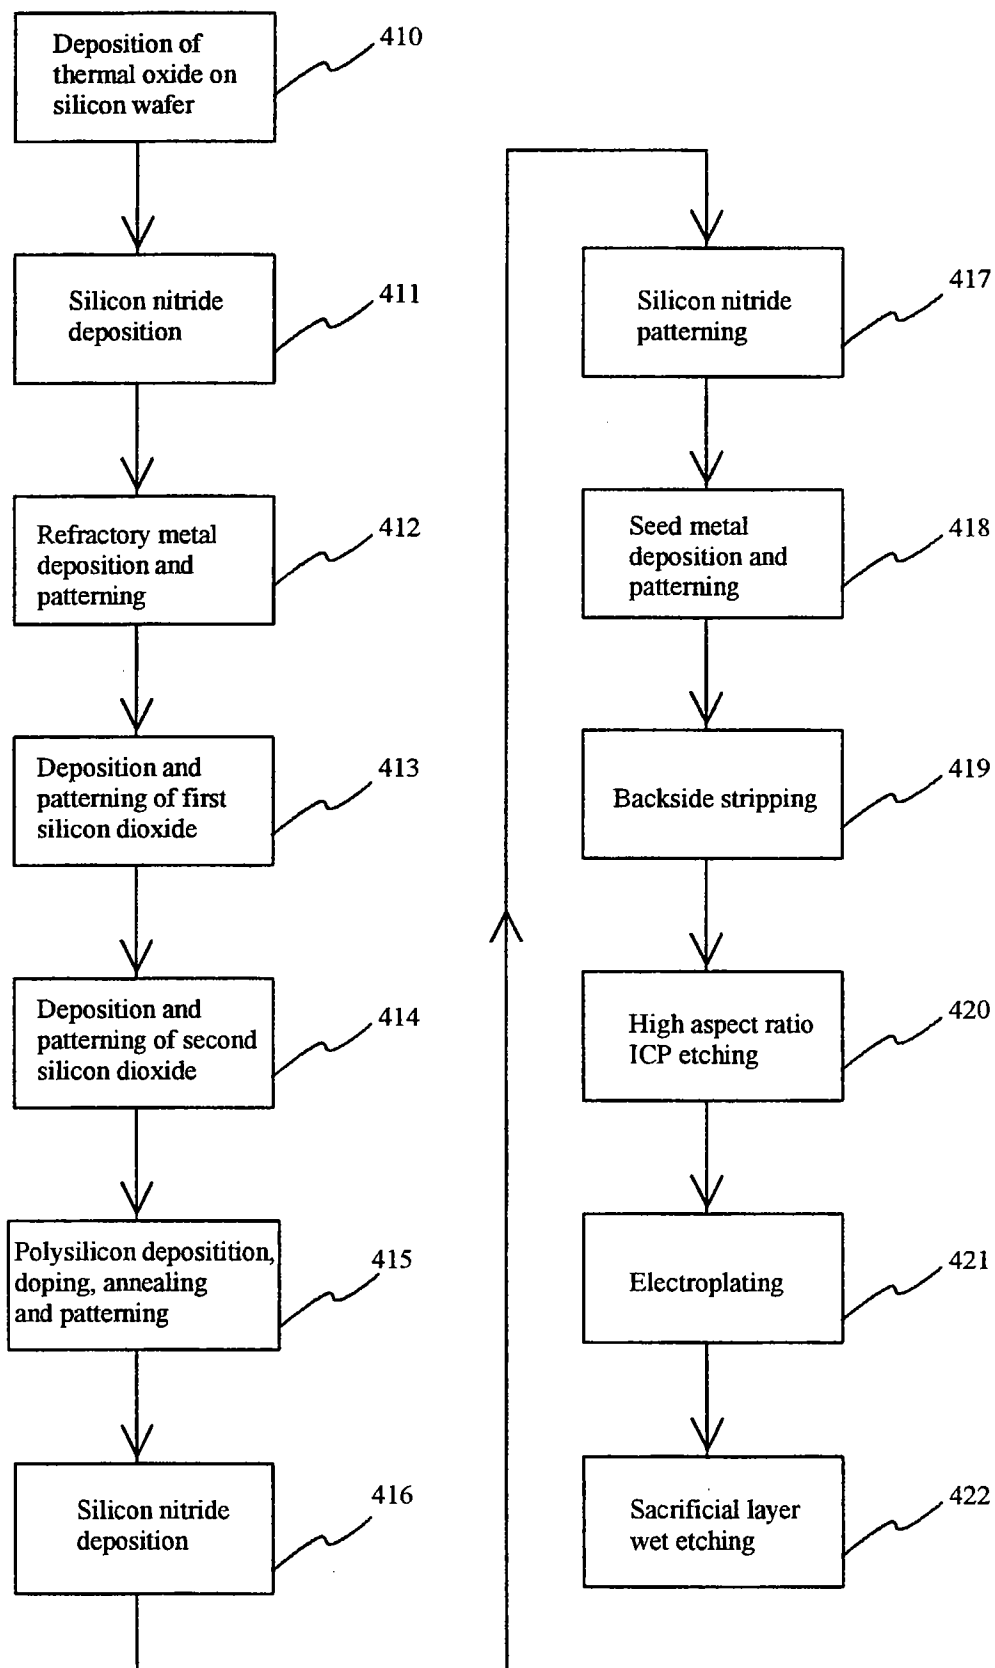 Deposition of
thermal oxide on
silicon wafer
410
Silicon nitride
deposition
411
Refractory metal
deposition and
patterning
412
Deposition and
patterning of first
silicon dioxide
413
Deposition and
patterning of second
silicon dioxide
414
Polysilicon depositition,
doping, annealing
and patterning
415
Silicon nitride
deposition
416
Silicon nitride
patterning
417
Seed metal
deposition and
patterning
418
Backside stripping
419
High aspect ratio
ICP etching
420
Electroplating
421
Sacrificial layer
wet etching
422